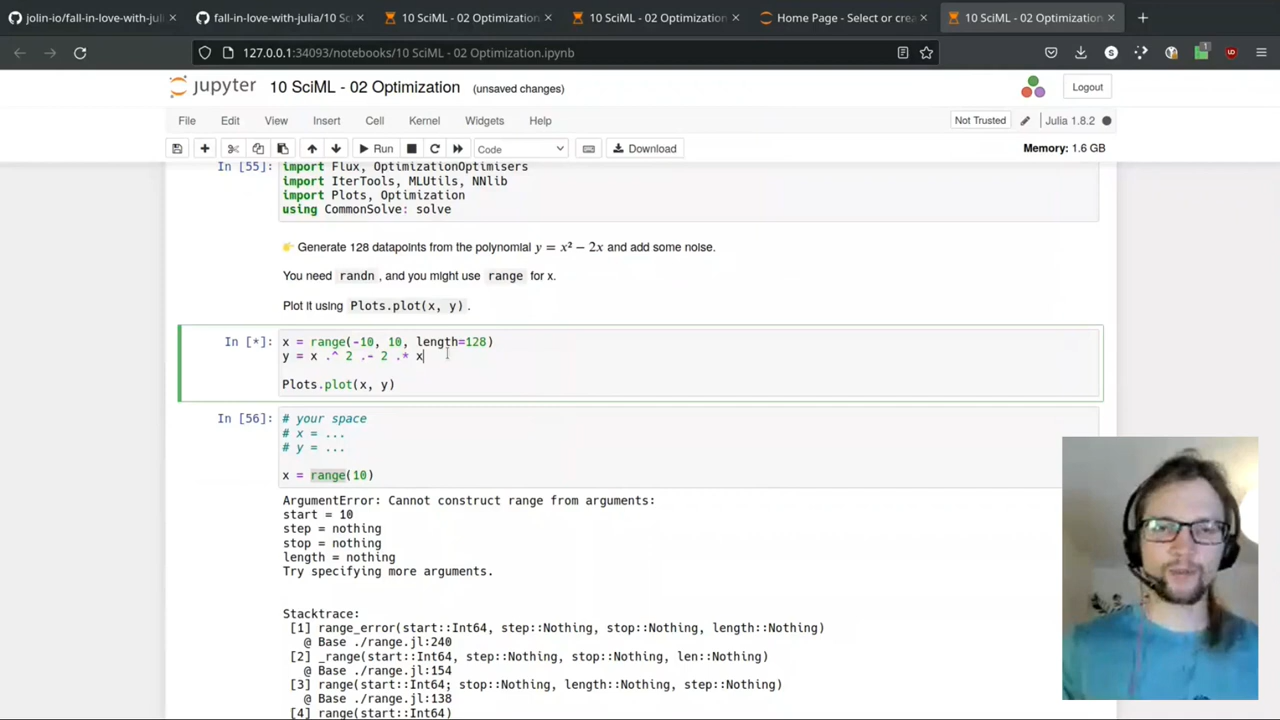 jolin-io/fall-in-love-with-juli
fall-in-love-with-julia/10 Sc
10 SciML - 02 Optimization
10 SciML - 02 Optimization
Home Page - Select or crea
10 SciML - 02 Optimization
127.0.0.1:34093/notebooks/10 SciML - 02 Optimization.ipynb
jupyter 10 SciML - 02 Optimization (unsaved changes)
Logout
File Edit View Insert Cell Kernel Widgets Help
Not Trusted
Julia 1.8.2
Run
Code
Download
Memory: 1.6 GB
In [55]: import Flux, OptimizationOptimisers
import IterTools, MLUtils, NNlib
import Plots, Optimization
using CommonSolve: solve
Generate 128 datapoints from the polynomial y = x² − 2x and add some noise.
You need randn , and you might use range for x.
Plot it using Plots.plot(x, y) .
In [*]: x = range(-10, 10, length=128)
y = x .^ 2 .- 2 .* x
Plots.plot(x, y)
In [56]: # your space
# x = ...
# y = ...
x = range(10)
ArgumentError: Cannot construct range from arguments:
start = 10
step = nothing
stop = nothing
length = nothing
Try specifying more arguments.
Stacktrace:
[1] range_error(start::Int64, step::Nothing, stop::Nothing, length::Nothing)
@ Base ./range.jl:240
[2] _range(start::Int64, step::Nothing, stop::Nothing, len::Nothing)
@ Base ./range.jl:154
[3] range(start::Int64; stop::Nothing, length::Nothing, step::Nothing)
@ Base ./range.jl:138
[4] range(start::Int64)